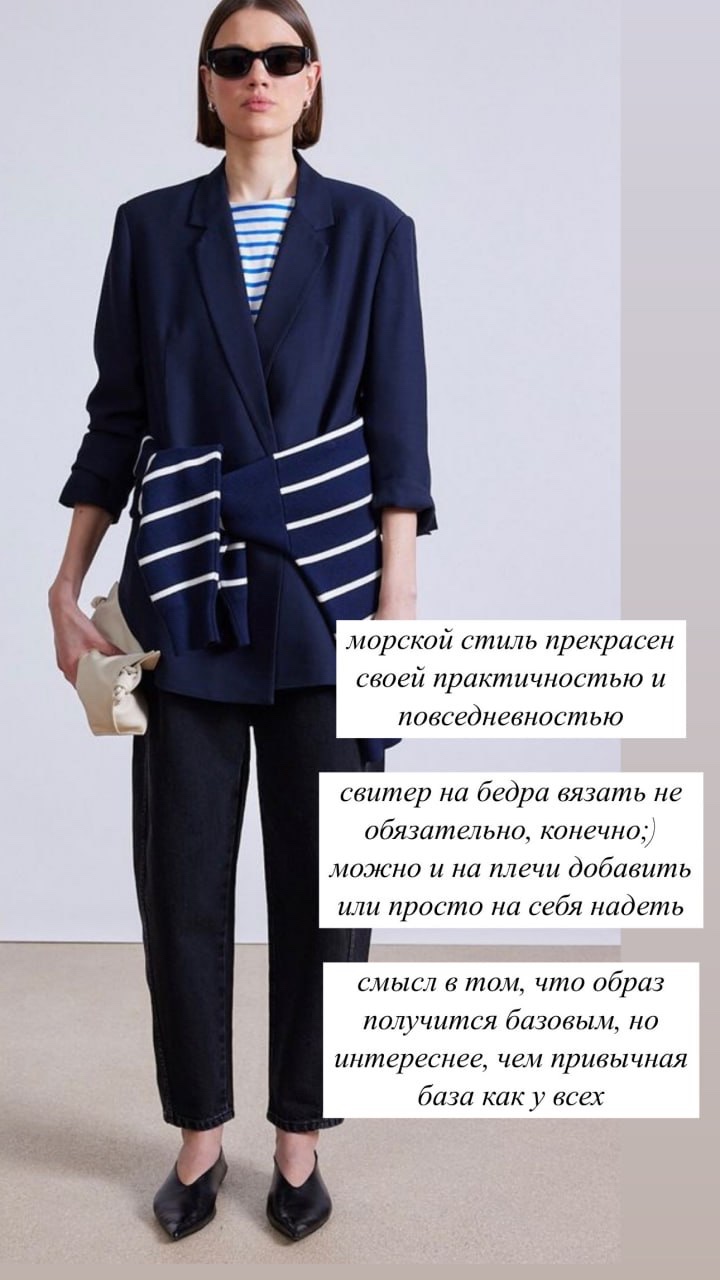 морской стиль прекрасен
своей практичностью и
повседневностью
свитер на бедра вязать не
обязательно, конечно;)
можно и на плечи добавить
или просто на себя надеть
смысл в том, что образ
получится базовым, но
интереснее, чем привычная
база как у всех